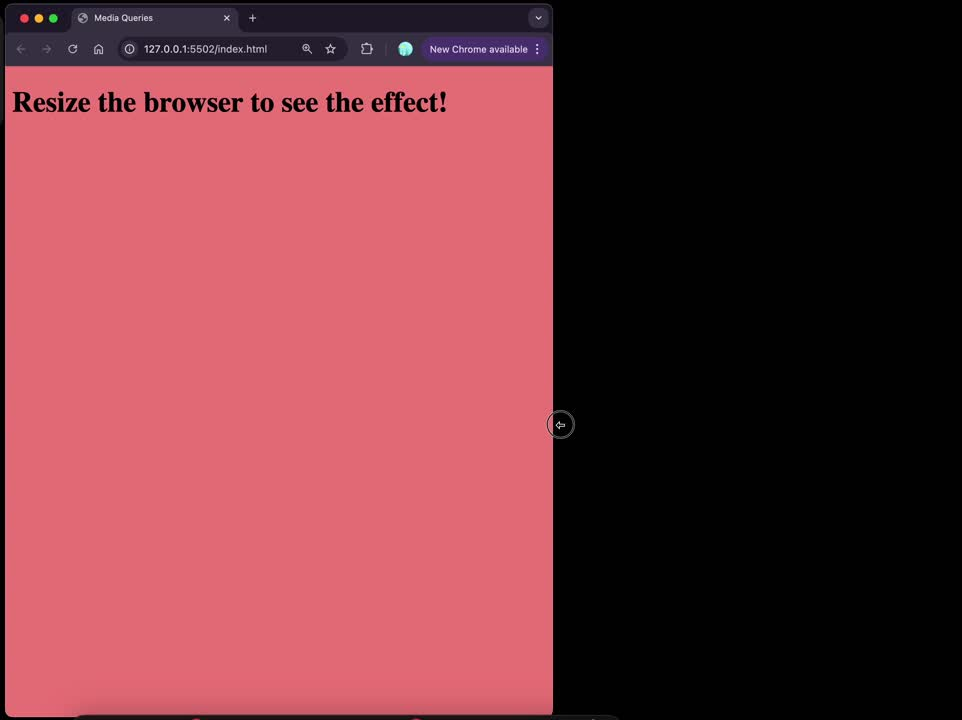 Media Queries
127.0.0.1:5502/index.html
New Chrome available
Resize the browser to see the effect!